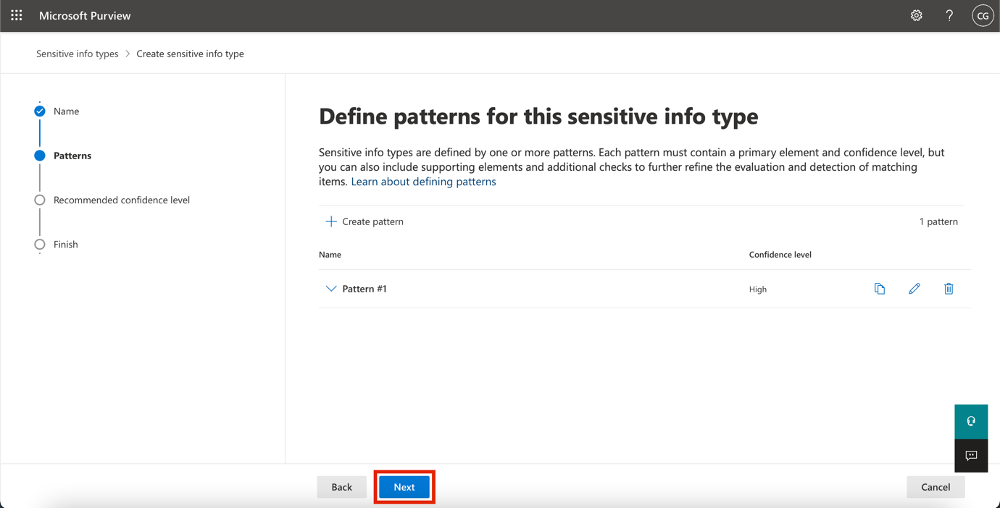 Microsoft Purview
?
CG
Sensitive info types > Create sensitive info type
Name
Patterns
Recommended confidence level
Finish
Define patterns for this sensitive info type
Sensitive info types are defined by one or more patterns. Each pattern must contain a primary element and confidence level, but
you can also include supporting elements and additional checks to further refine the evaluation and detection of matching
items. Learn about defining patterns
Create pattern
1 pattern
Name
Confidence level
Pattern #1
High
Back
Next
Cancel